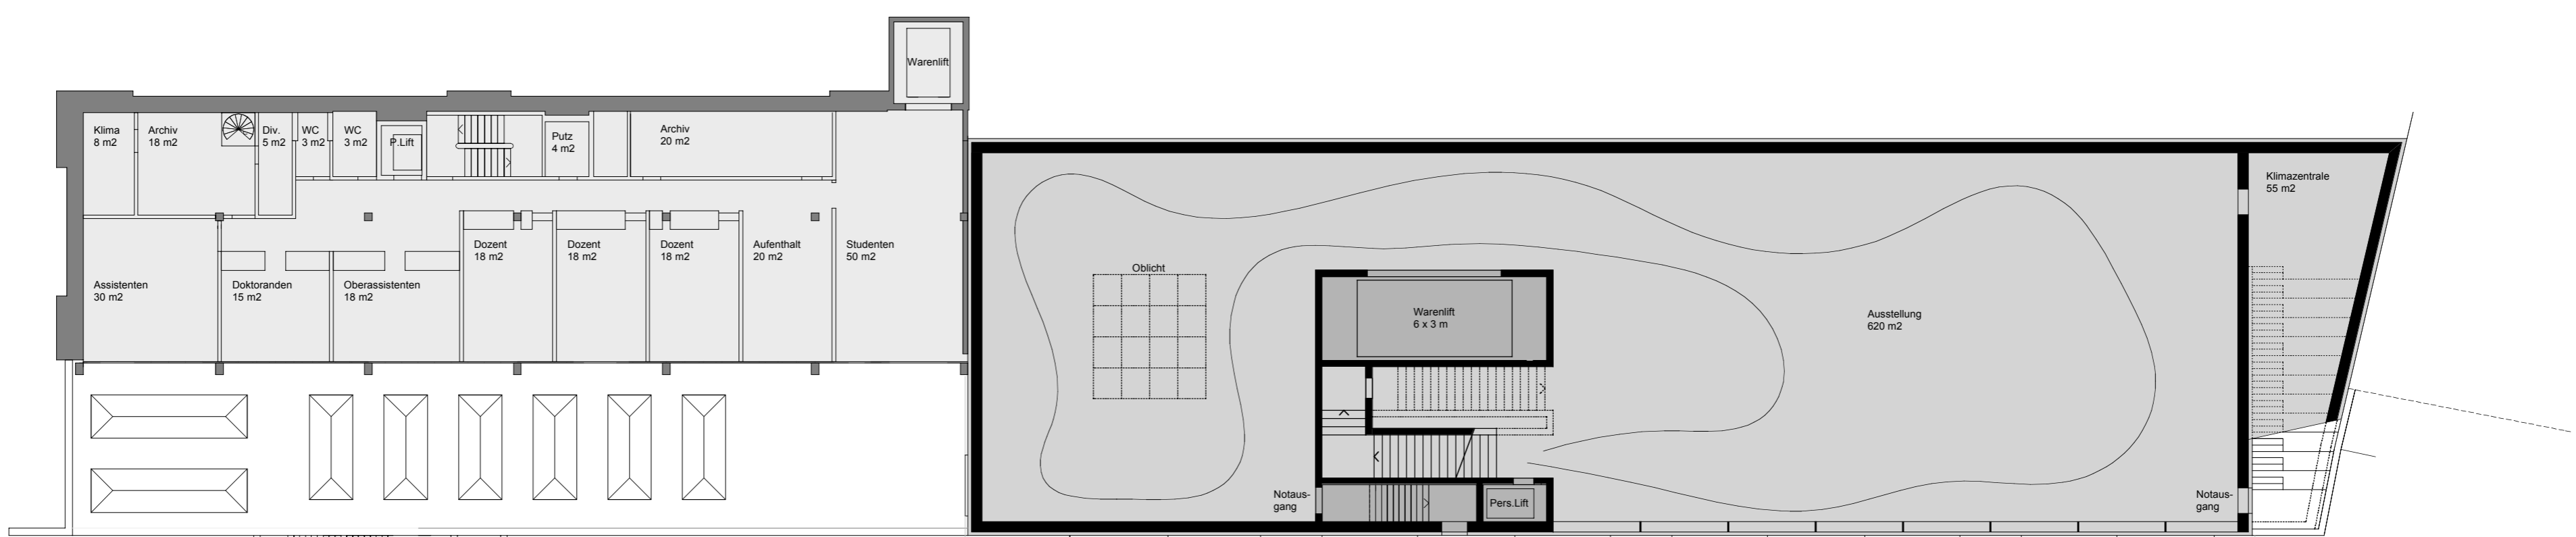 Warenlift
Klima
8 m2
Archiv
18 m2
Div.
5 m2
WC
3 m2
WC
3 m2
P.Lift
Putz
4 m2
Archiv
20 m2
Klimazentrale
55 m2
Assistenten
30 m2
Doktoranden
15 m2
Oberassistenten
18 m2
Dozent
18 m2
Dozent
18 m2
Dozent
18 m2
Aufenthalt
20 m2
Studenten
50 m2
Oblicht
Warenlift
6 x 3 m
Ausstellung
620 m2
Notaus-
gang
Pers.Lift
Notaus-
gang